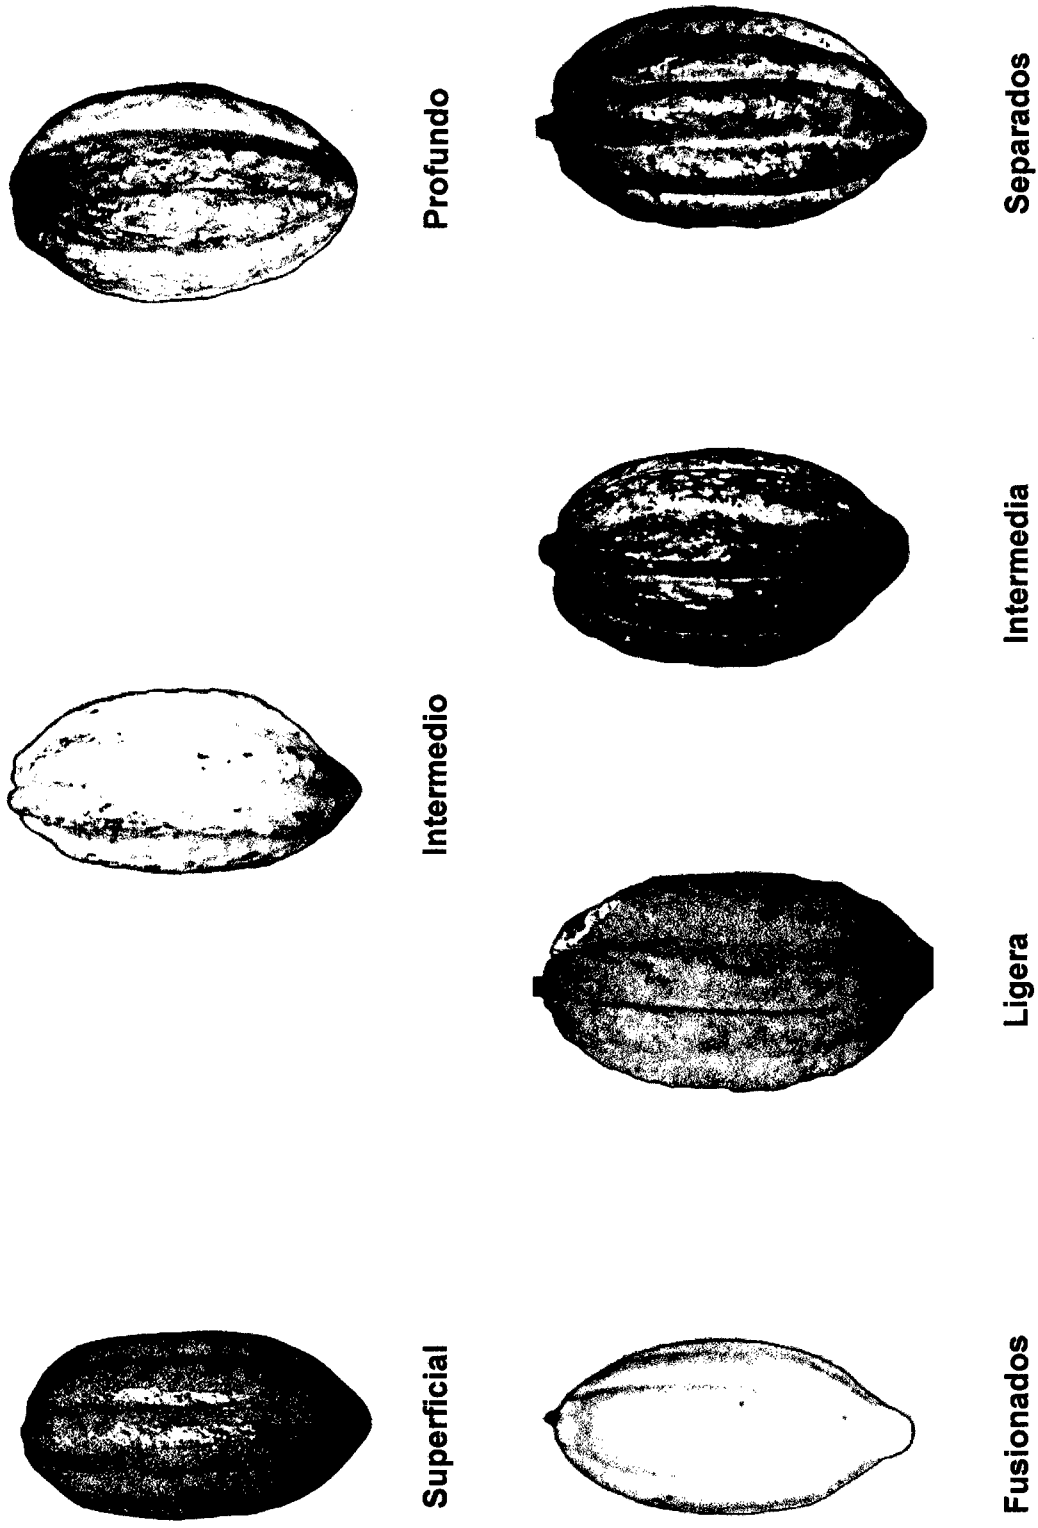 Superficial
Intermedio
Profundo
Fusionados
Ligera
Intermedia
Separados